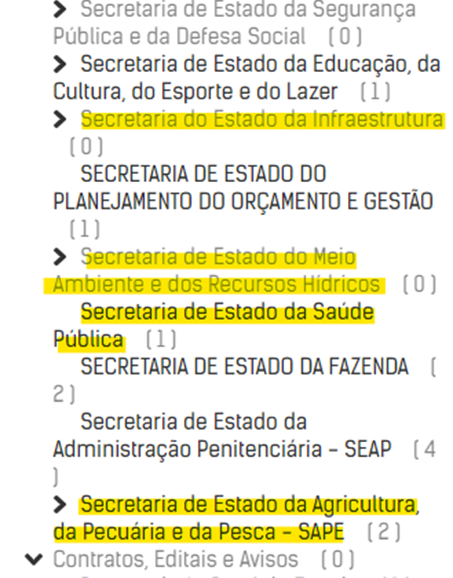 Secretaria de Estado da Segurança
Pública e da Defesa Social (0)
Secretaria de Estado da Educação, da
Cultura, do Esporte e do Lazer (1)
Secretaria do Estado da Infraestrutura
(0)
SECRETARIA DE ESTADO DO
PLANEJAMENTO DO ORÇAMENTO E GESTÃO
(1)
Secretaria de Estado do Meio
Ambiente e dos Recursos Hídricos (0)
Secretaria de Estado da Saúde
Pública (1)
SECRETARIA DE ESTADO DA FAZENDA (
2)
Secretaria de Estado da
Administração Penitenciária - SEAP (4
)
Secretaria de Estado da Agricultura,
da Pecuária e da Pesca - SAPE (2)
Contratos, Editais e Avisos (0)